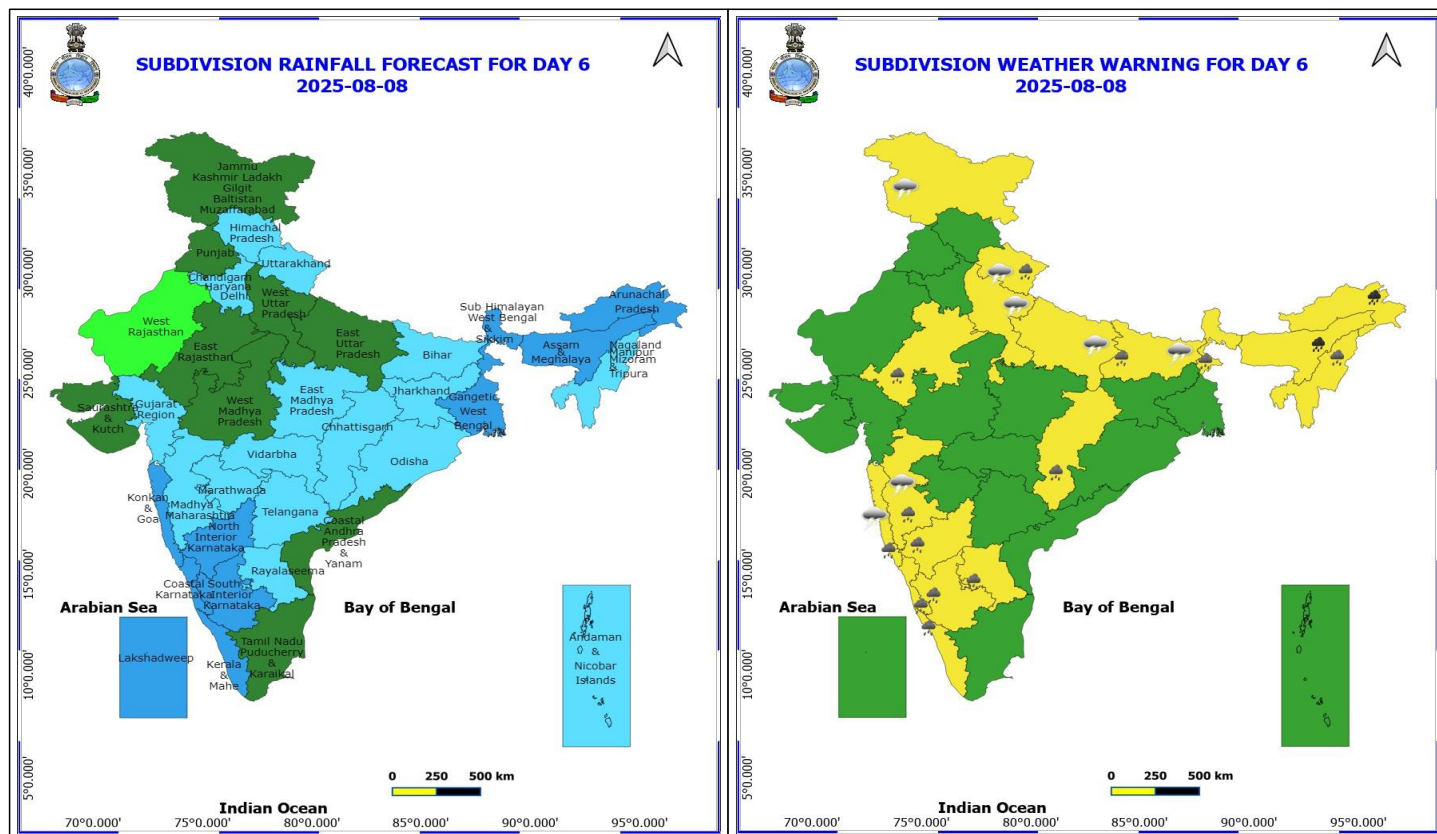 SUBDIVISION RAINFALL FORECAST FOR DAY 6
2025-08-08
40°0.000'
35°0.000'
30°0.000'
25°0.000'
20°0.000'
15°0.000'
10°0.000'
5°0.000'
Jammu
Kashmir Ladakh
Gilgit
Baltistan
Muzaffarabad
Himachal
Pradesh
Punjab
Uttarakhand
Chandigarh
Haryana
Delhi
West
Uttar
Pradesh
West
Rajasthan
East
Rajasthan
East
Uttar
Pradesh
Sub Himalayan
West Bengal
&
Sikkim
Arunachal
Pradesh
Assam
&
Meghalaya
Nagaland
Manipur
Mizoram
&
Tripura
Bihar
Jharkhand
Gangetic
West
Bengal
East
Madhya
Pradesh
West
Madhya
Pradesh
Gujarat
Region
Saurashtra
&
Kutch
Chhattisgarh
Vidarbha
Odisha
Konkan
&
Goa
Marathwada
Madhya
Maharashtra
Telangana
North
Interior
Karnataka
Coastal
Andhra
Pradesh
&
Yanam
Rayalaseema
Coastal
Karnataka
South
Interior
Karnataka
Arabian Sea
Bay of Bengal
Lakshadweep
Tamil Nadu
Puducherry
&
Karaikal
Kerala
&
Mahe
Andaman
&
Nicobar
Islands
0 250 500 km
Indian Ocean
70°0.000' 75°0.000' 80°0.000' 85°0.000' 90°0.000' 95°0.000'
SUBDIVISION WEATHER WARNING FOR DAY 6
2025-08-08
40°0.000'
35°0.000'
30°0.000'
25°0.000'
20°0.000'
15°0.000'
10°0.000'
5°0.000'
Arabian Sea
Bay of Bengal
0 250 500 km
Indian Ocean
70°0.000' 75°0.000' 80°0.000' 85°0.000' 90°0.000' 95°0.000'